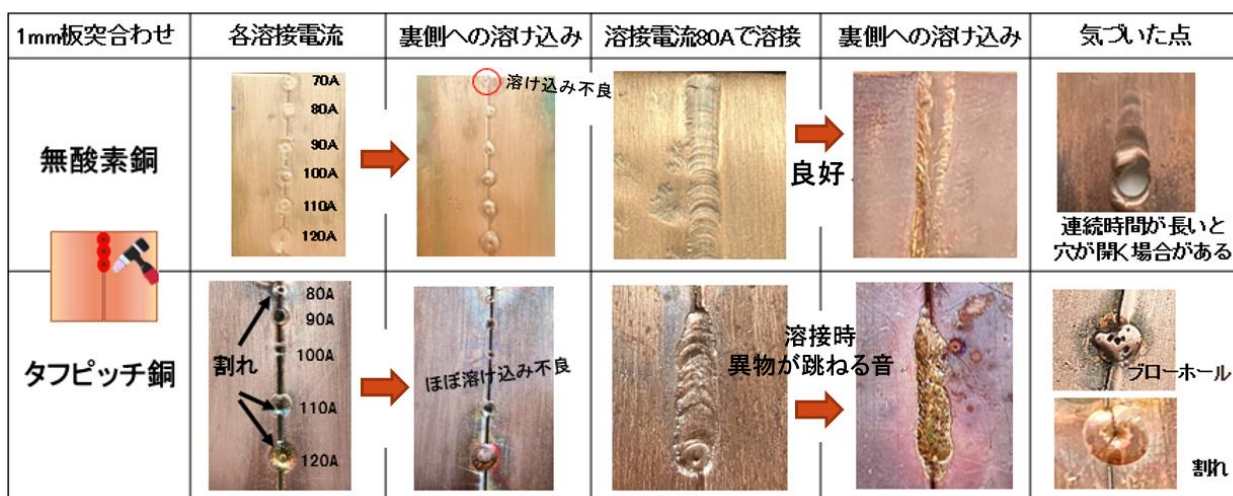 1mm板突合わせ
各溶接電流
裏側への溶け込み
溶接電流80Aで溶接
裏側への溶け込み
気づいた点
無酸素銅
70A
80A
90A
100A
110A
120A
溶け込み不良
良好
連続時間が長いと
穴が開く場合がある
タフピッチ銅
80A
90A
100A
110A
120A
割れ
ほぼ溶け込み不良
溶接時
異物が跳ねる音
ブローホール
割れ